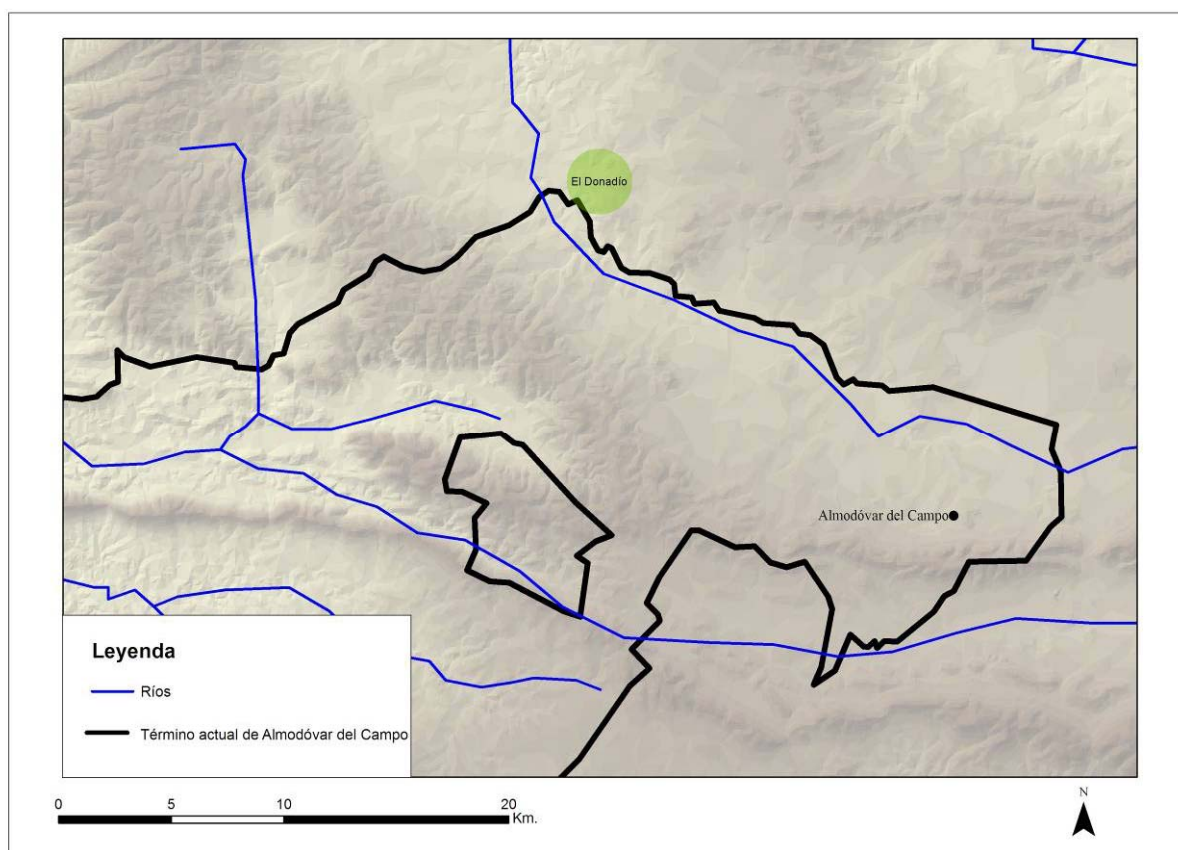 El Donadío
Almodóvar del Campo
Leyenda
Ríos
Término actual de Almodóvar del Campo
0 5 10 20
Km.
N